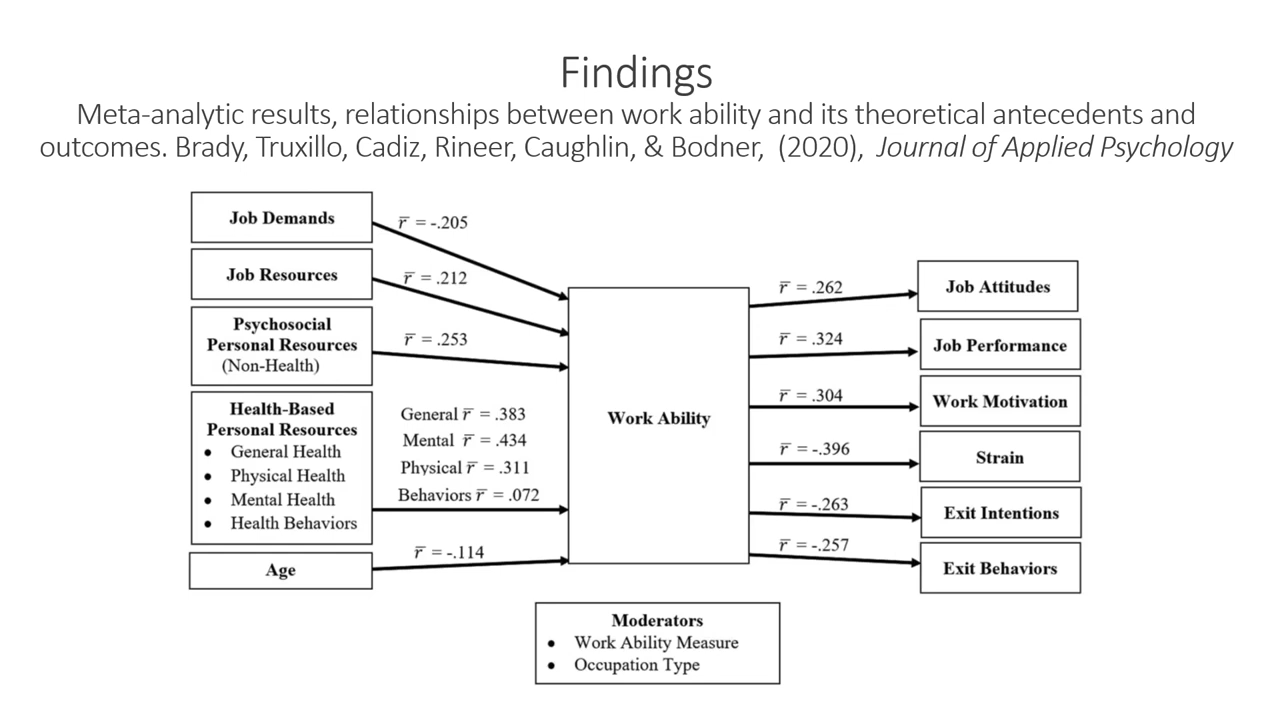 Findings
Meta-analytic results, relationships between work ability and its theoretical antecedents and
outcomes. Brady, Truxillo, Cadiz, Rineer, Caughlin, & Bodner, (2020), Journal of Applied Psychology
Job Demands
r̅ = -.205
Job Resources
r̅ = .212
Psychosocial
Personal Resources
(Non-Health)
r̅ = .253
Health-Based
Personal Resources
• General Health
• Physical Health
• Mental Health
• Health Behaviors
General r̅ = .383
Mental r̅ = .434
Physical r̅ = .311
Behaviors r̅ = .072
Age
r̅ = -.114
Work Ability
r̅ = .262
Job Attitudes
r̅ = .324
Job Performance
r̅ = .304
Work Motivation
r̅ = -.396
Strain
r̅ = -.263
Exit Intentions
r̅ = -.257
Exit Behaviors
Moderators
• Work Ability Measure
• Occupation Type